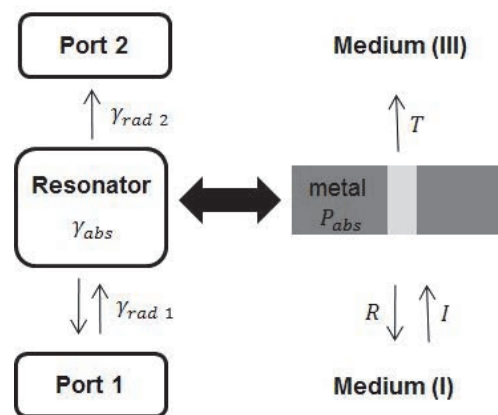 Port 2
Medium (III)
γ_rad 2
T
Resonator
γ_abs
metal
P_abs
γ_rad 1
R
I
Port 1
Medium (I)